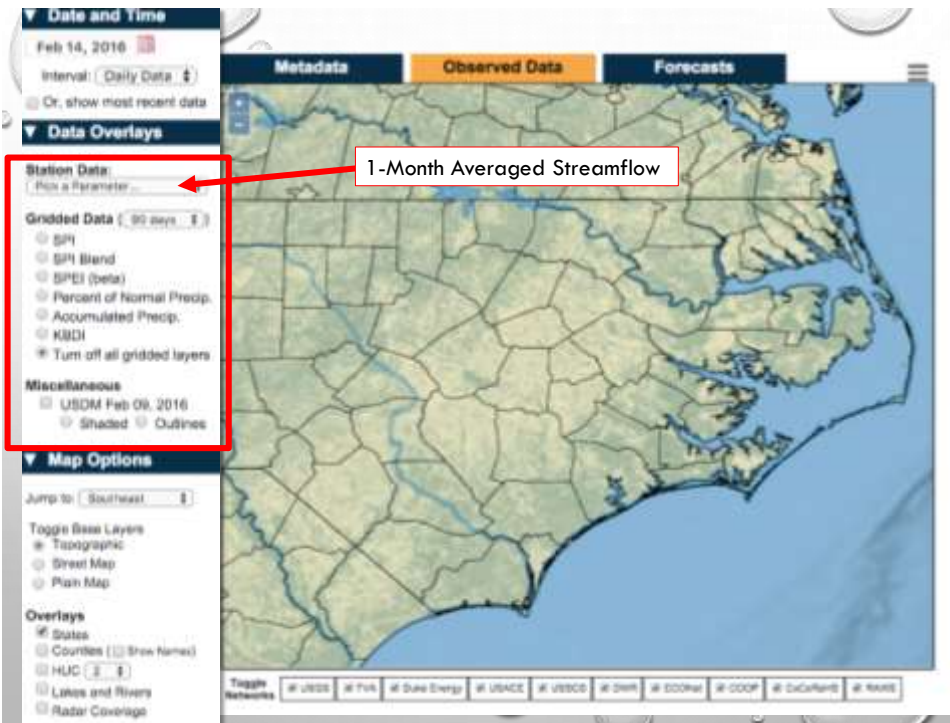 ▼ Date and Time
Feb 14, 2016
Interval: Daily Data
Or, show most recent data
▼ Data Overlays
Station Data:
Pick a Parameter...
Gridded Data ( 90 days )
SPI
SPI Blend
SPEI (beta)
Percent of Normal Precip.
Accumulated Precip.
KBDI
Turn off all gridded layers
Miscellaneous
USDM Feb 09, 2016
Shaded Outlines
▼ Map Options
Jump to: Southeast
Toggle Base Layers
Topographic
Street Map
Plain Map
Overlays
States
Counties ( Show Names)
HUC
Lakes and Rivers
Radar Coverage
Metadata Observed Data Forecasts
+
-
1-Month Averaged Streamflow
Toggle Networks USGS TVA Duke Energy USACE DWR ECONet COOP CoCoRaHS RAWS